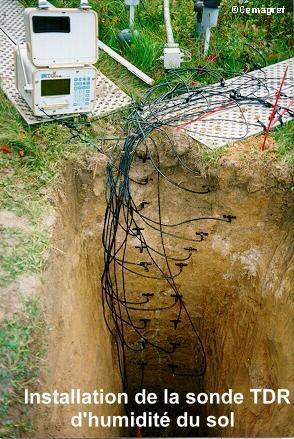 ©Cemagref
Installation de la sonde TDR
d'humidité du sol